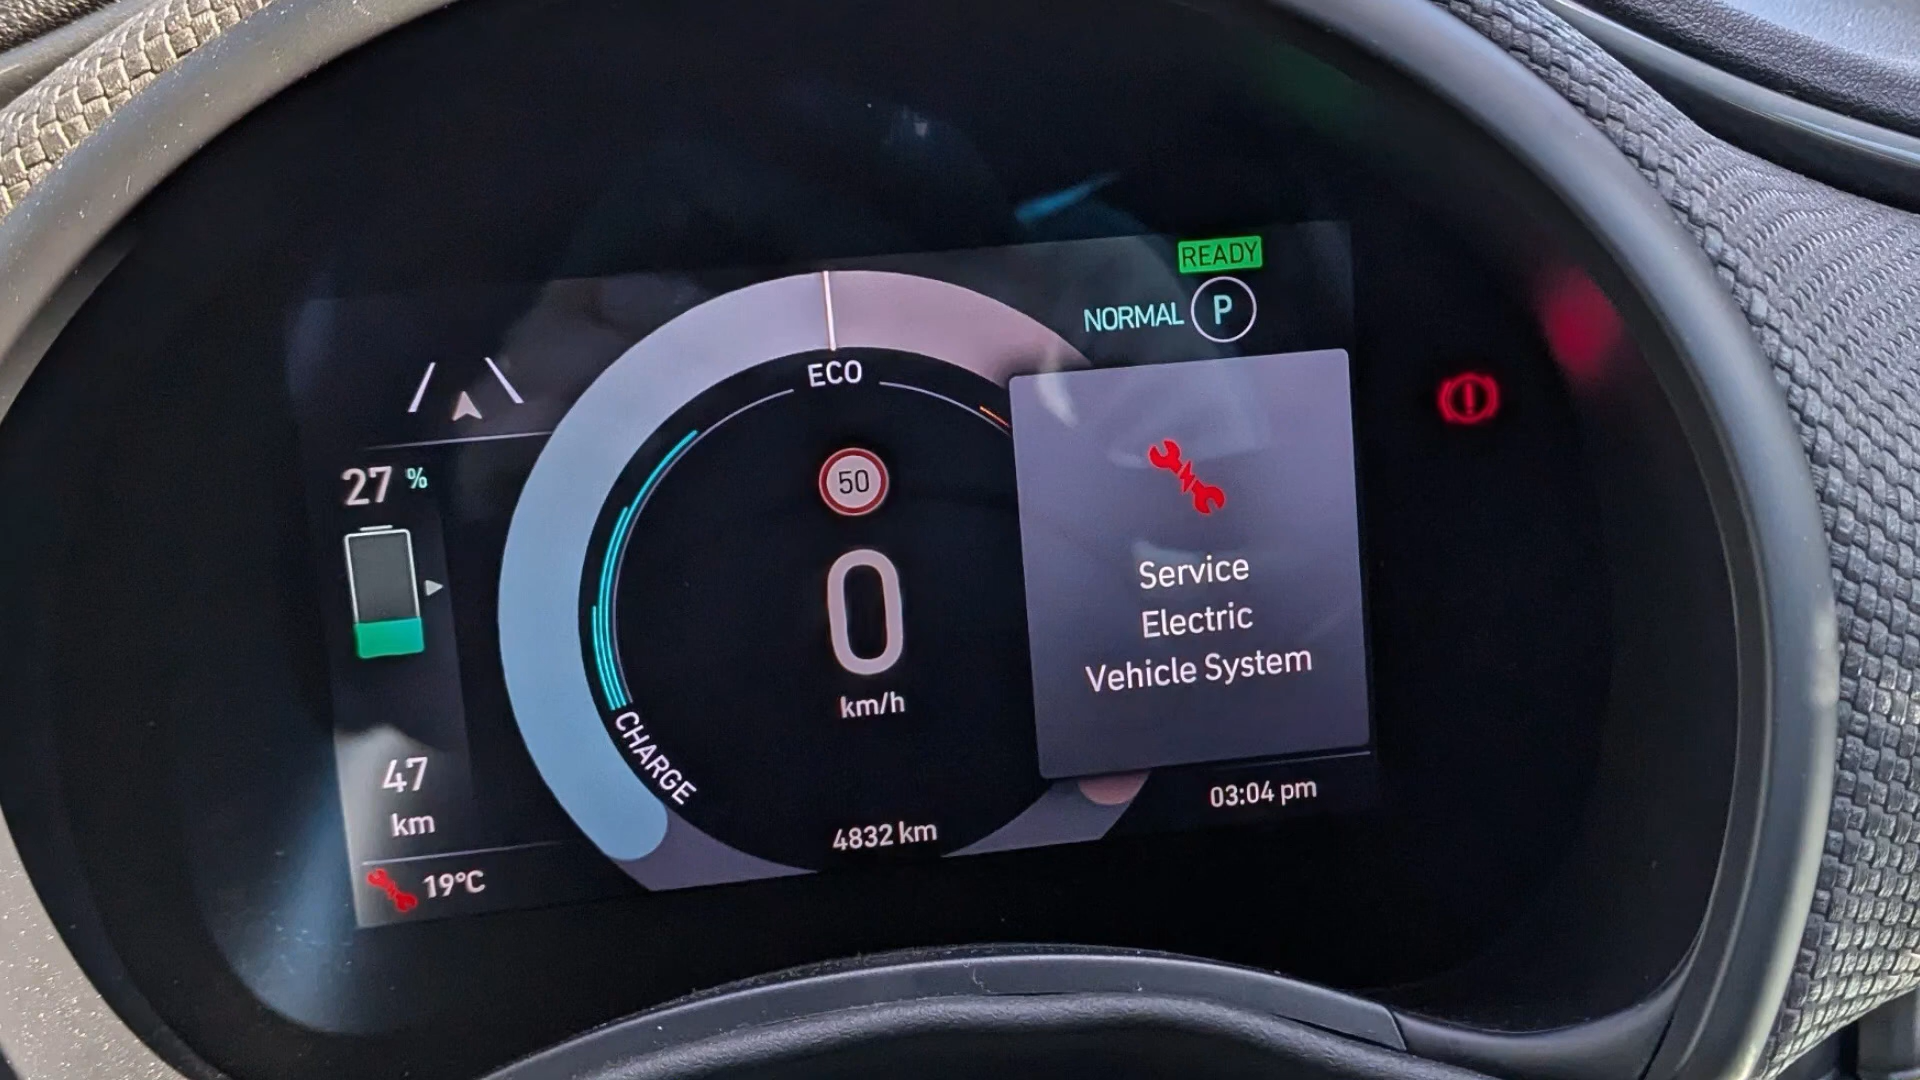 READY
NORMAL P
ECO
27 %
50
0
km/h
Service
Electric
Vehicle System
CHARGE
47
km
4832 km
03:04 pm
19°C